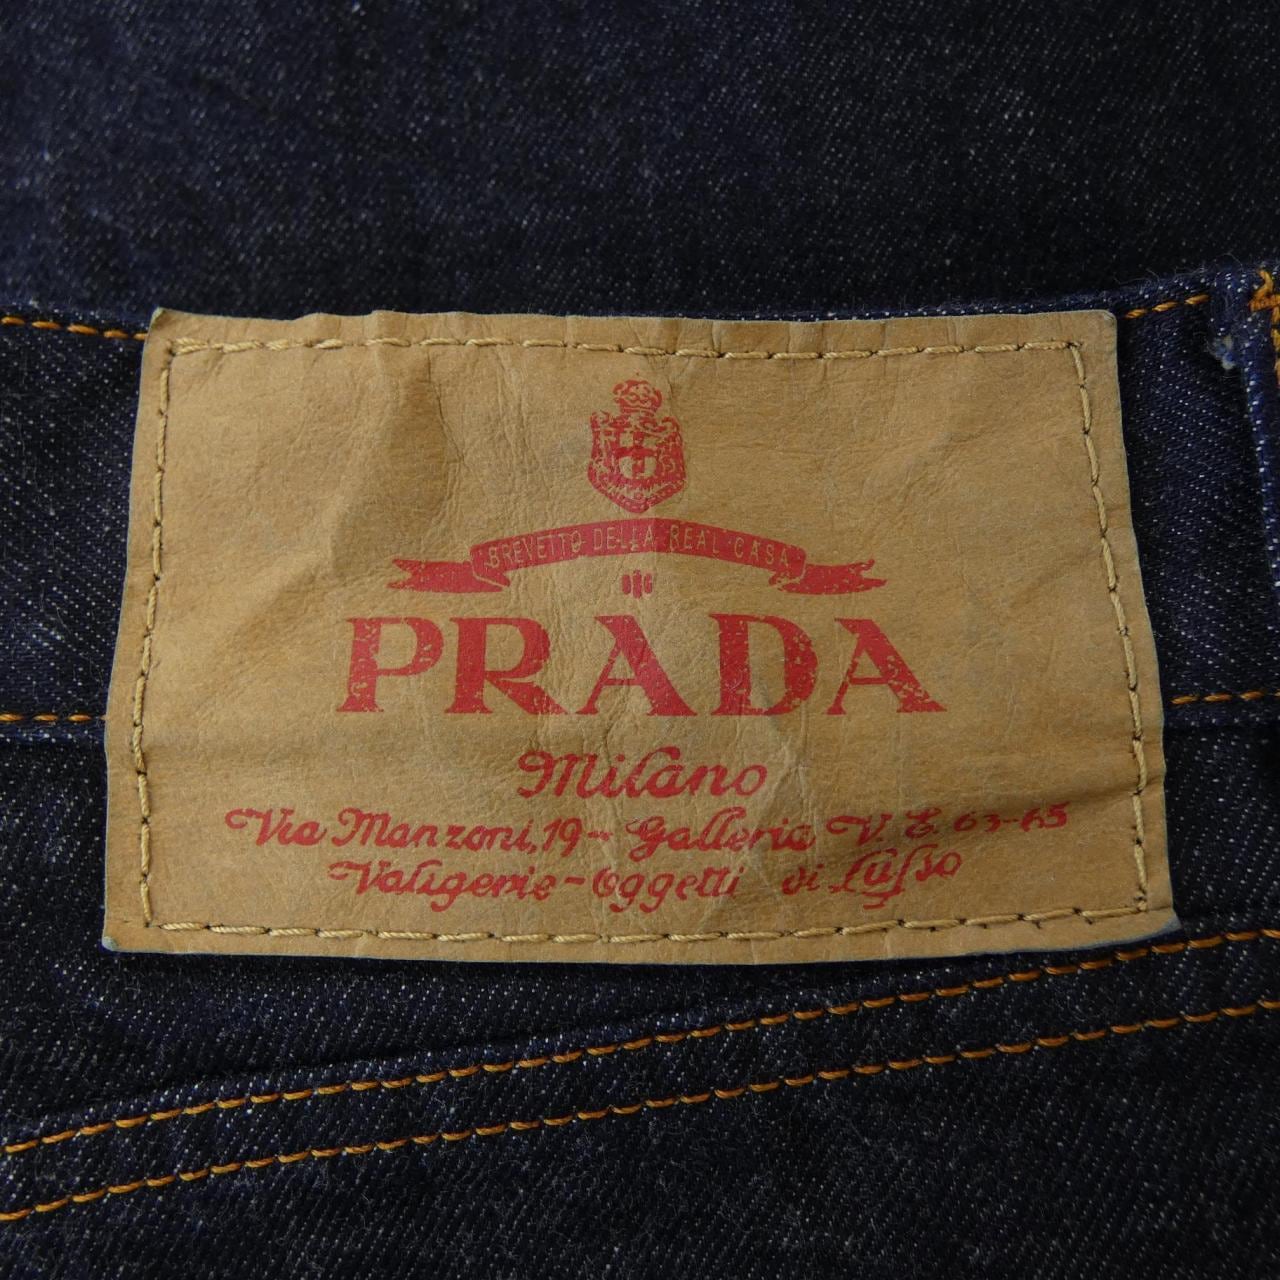 BREVETTO DELLA REAL CASA
PRADA
Milano
Via Manzoni, 19 - Galleria V. E. 63-65
Valigerie - Oggetti di Lusso